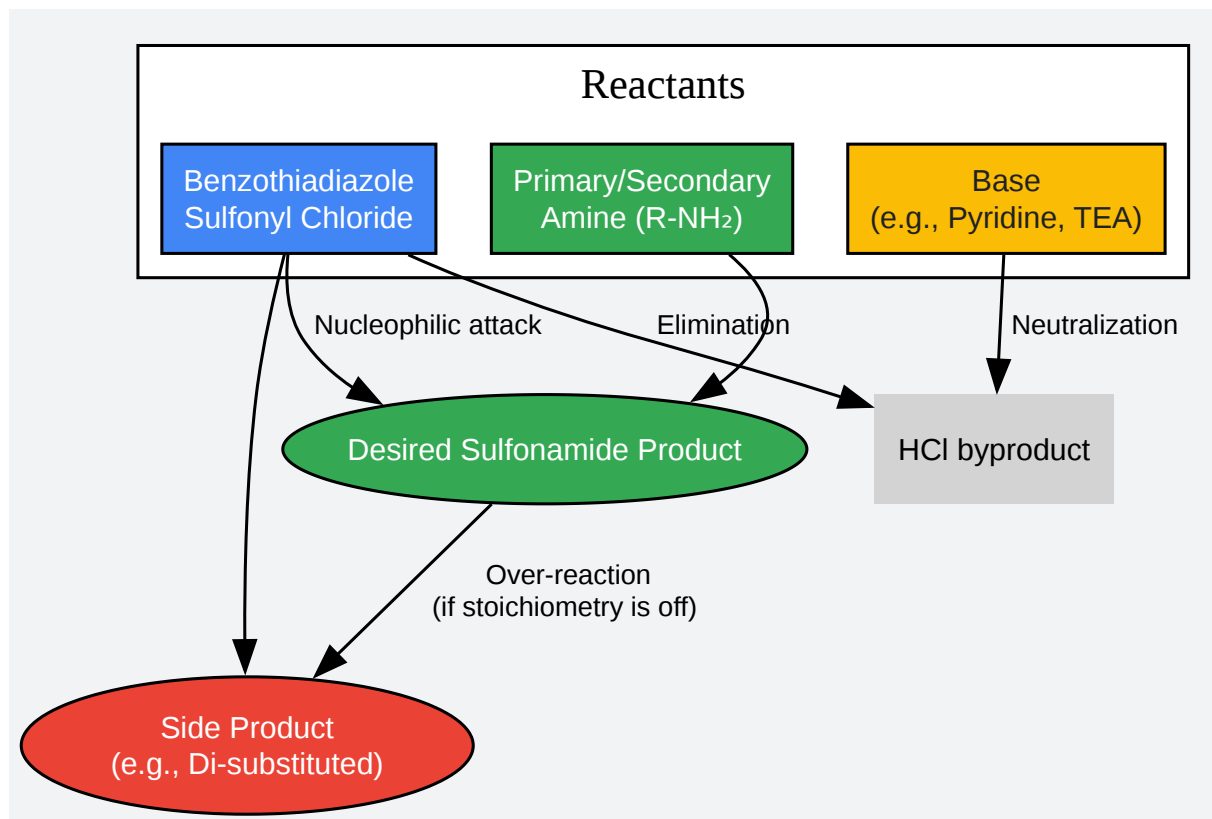 Reactants
Benzothiadiazole
Sulfonyl Chloride
Primary/Secondary
Amine (R-NH₂)
Base
(e.g., Pyridine, TEA)
Nucleophilic attack
Elimination
Neutralization
Desired Sulfonamide Product
HCl byproduct
Over-reaction
(if stoichiometry is off)
Side Product
(e.g., Di-substituted)